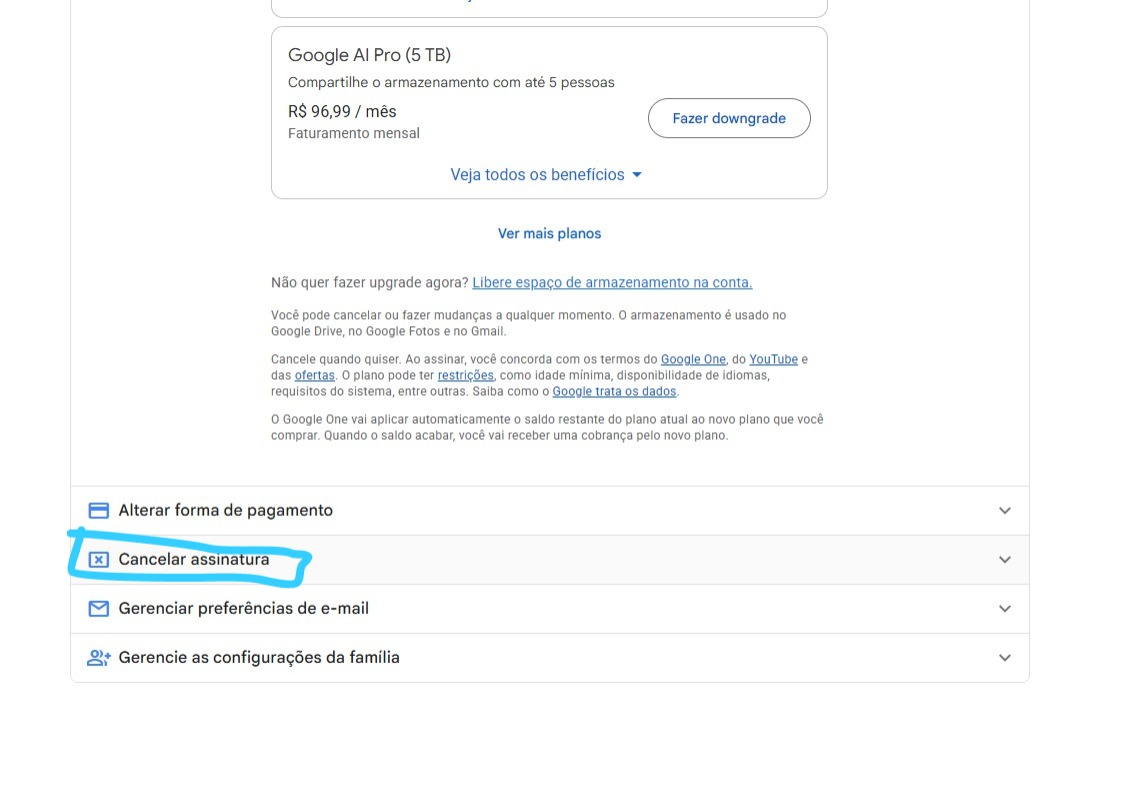 Google AI Pro (5 TB)
Compartilhe o armazenamento com até 5 pessoas
R$ 96,99 / mês
Faturamento mensal
Fazer downgrade
Veja todos os benefícios
Ver mais planos
Não quer fazer upgrade agora? Libere espaço de armazenamento na conta.
Você pode cancelar ou fazer mudanças a qualquer momento. O armazenamento é usado no
Google Drive, no Google Fotos e no Gmail.
Cancele quando quiser. Ao assinar, você concorda com os termos do Google One, do YouTube e
das ofertas. O plano pode ter restrições, como idade mínima, disponibilidade de idiomas,
requisitos do sistema, entre outras. Saiba como o Google trata os dados.
O Google One vai aplicar automaticamente o saldo restante do plano atual ao novo plano que você
comprar. Quando o saldo acabar, você vai receber uma cobrança pelo novo plano.
Alterar forma de pagamento
Cancelar assinatura
Gerenciar preferências de e-mail
Gerencie as configurações da família